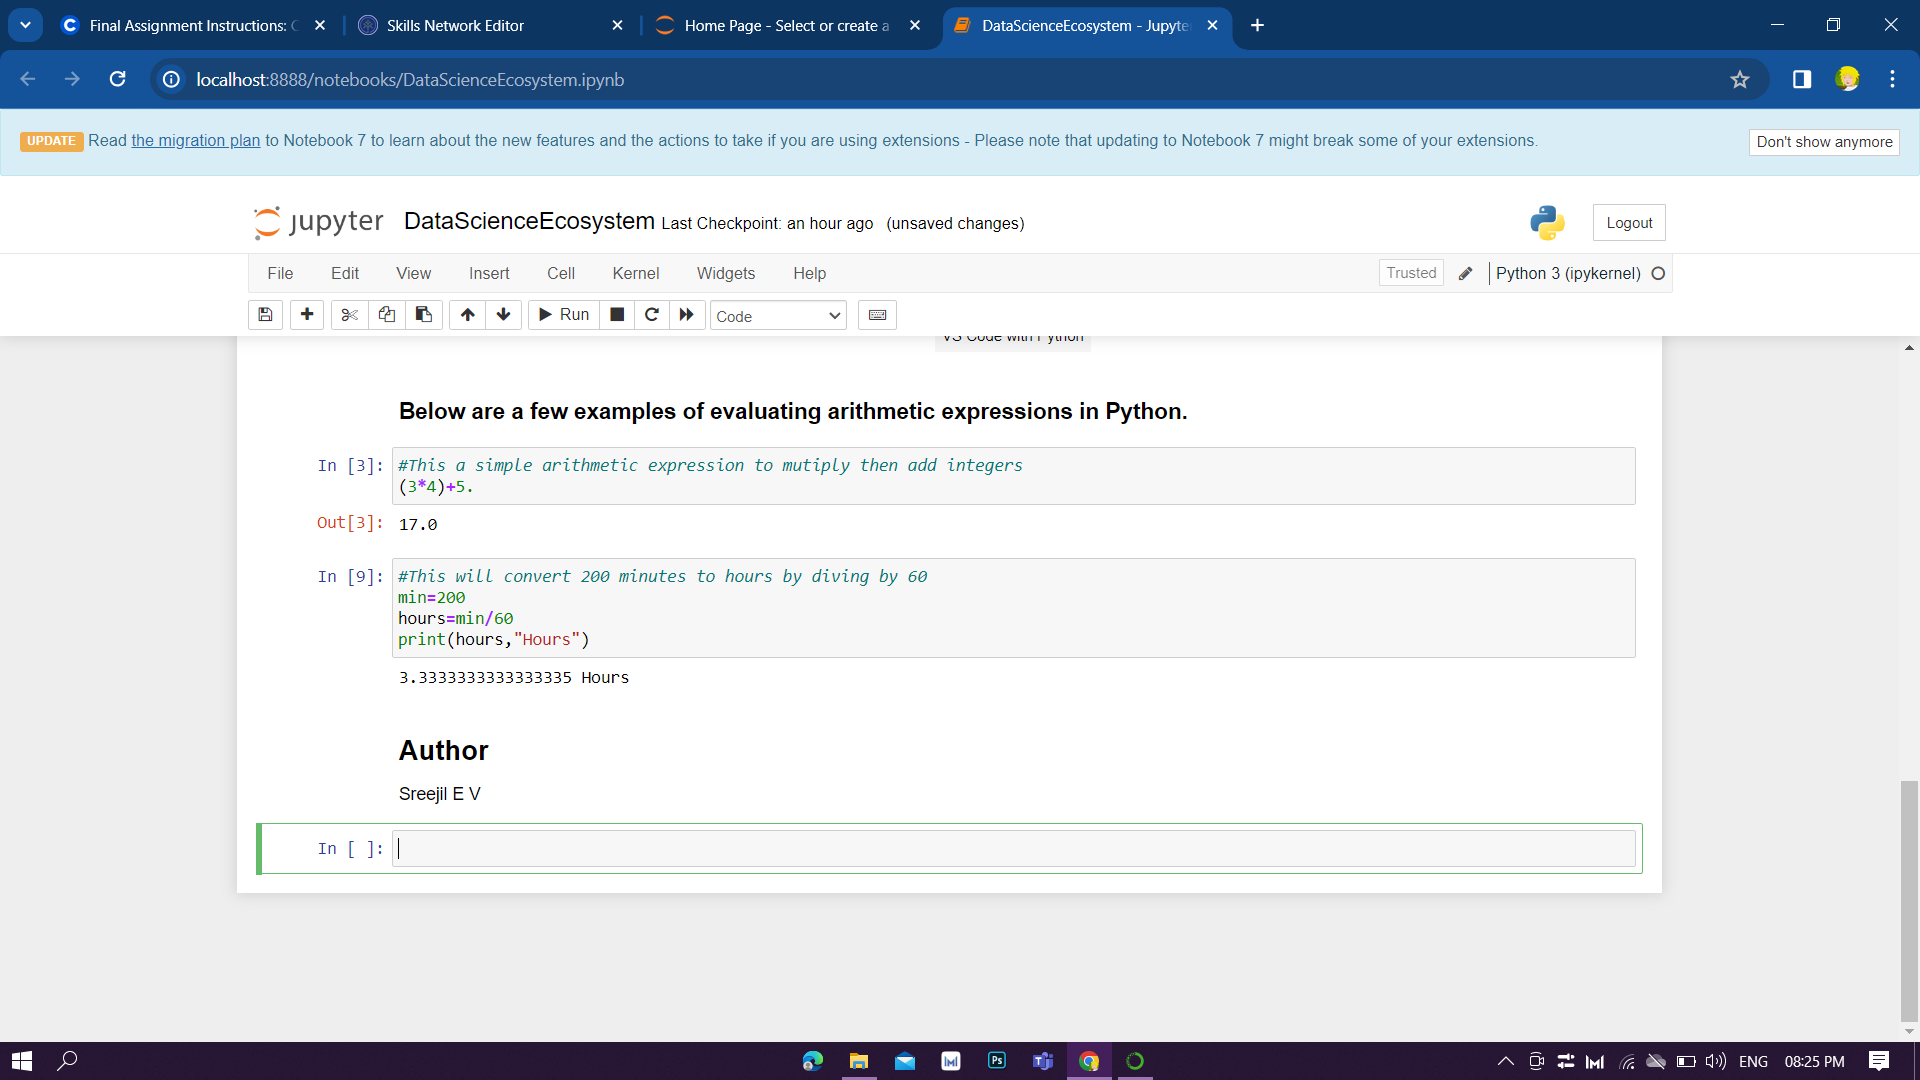 Final Assignment Instructions: C
Skills Network Editor
Home Page - Select or create a
DataScienceEcosystem - Jupyte
localhost:8888/notebooks/DataScienceEcosystem.ipynb
UPDATE Read the migration plan to Notebook 7 to learn about the new features and the actions to take if you are using extensions - Please note that updating to Notebook 7 might break some of your extensions.
Don't show anymore
jupyter DataScienceEcosystem Last Checkpoint: an hour ago (unsaved changes)
Logout
File Edit View Insert Cell Kernel Widgets Help
Trusted Python 3 (ipykernel)
Run Code
VS Code with Python
Below are a few examples of evaluating arithmetic expressions in Python.
In [3]: #This a simple arithmetic expression to mutiply then add integers
(3*4)+5.
Out[3]: 17.0
In [9]: #This will convert 200 minutes to hours by diving by 60
min=200
hours=min/60
print(hours,"Hours")
3.3333333333333335 Hours
Author
Sreejil E V
In [ ]:
Ps
ENG 08:25 PM